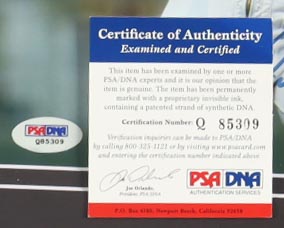 Certificate of Authenticity
Examined and Certified
This item has been examined by one or more
PSA/DNA experts and it is our opinion that the
item is genuine. The item has been permanently
marked with a proprietary invisible ink,
containing a patented strand of synthetic DNA.
Certification Number: Q 85309
Verification inquiries can be made to PSA/DNA
by calling 800-325-1121 or by visiting www.psacard.com
and entering the certification number indicated above
Joe Orlando,
President, PSA/DNA
PSA/DNA
AUTHENTICATION SERVICES
P.O. Box 6180, Newport Beach, California 92658
PSA/DNA
Q85309